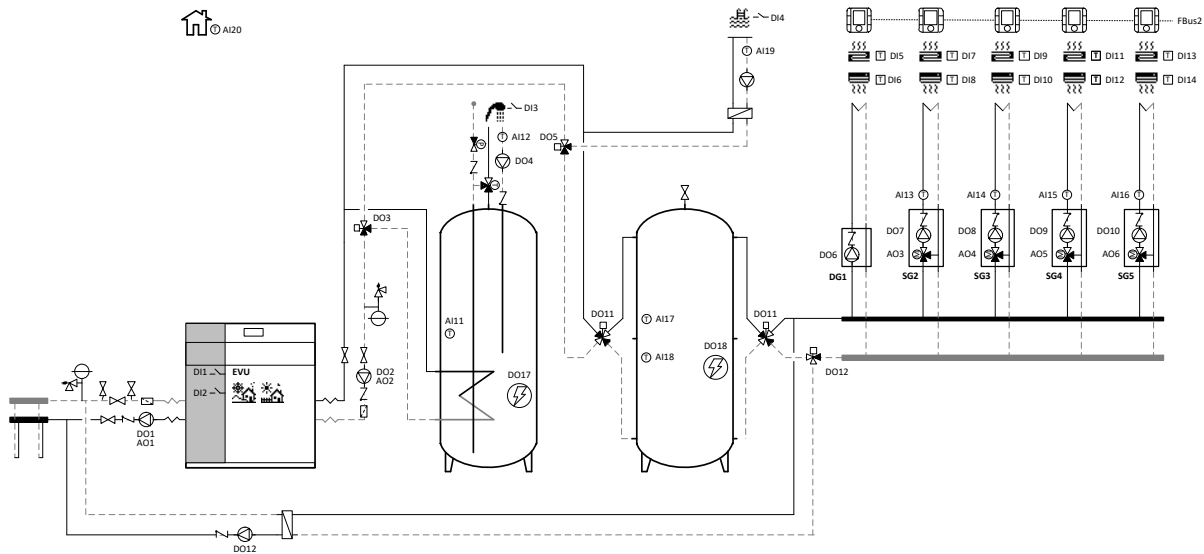 AI20
DI4
FBus2
AI19
DI5
DI7
DI9
DI11
DI13
DI6
DI8
DI10
DI12
DI14
DI3
AI12
DO5
DO4
AI13
AI14
AI15
AI16
DO3
DO7
DO8
DO9
DO10
DO6
AO3
AO4
AO5
AO6
DG1
SG2
SG3
SG4
SG5
AI11
DO11
AI17
DO11
DO18
AI18
DO12
DI1
EVU
DO2
AO2
DI2
DO17
DO1
AO1
DO12